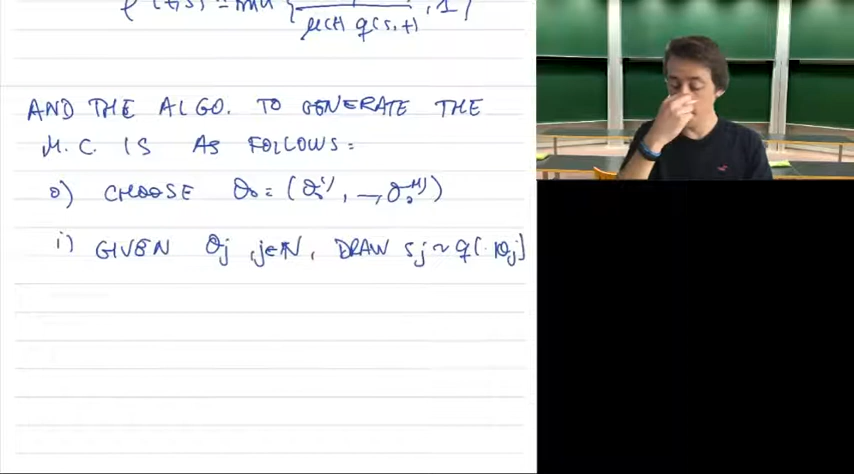 μ(t) q(s,t)
AND THE ALGO. TO GENERATE THE
M. C. IS AS FOLLOWS:
0) CHOOSE θ₀ = (θ₀⁽¹⁾, …, θ₀⁽ᴹ⁾)
i) GIVEN θj , j∈ℕ, DRAW sj ~ q(·|θj)